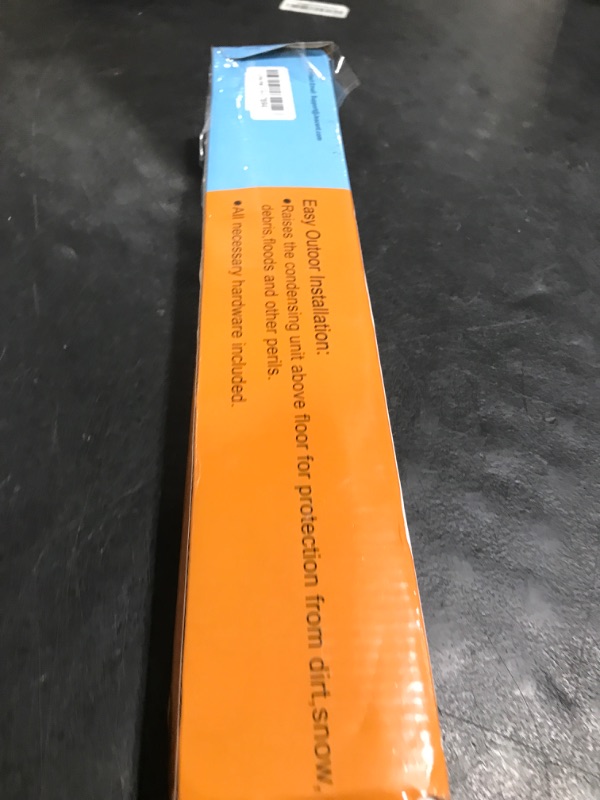 Easy Outoor Installation:
•Raises the condensing unit above floor for protection from dirt,snow,
debris,floods and other perils.
•All necessary hardware included.